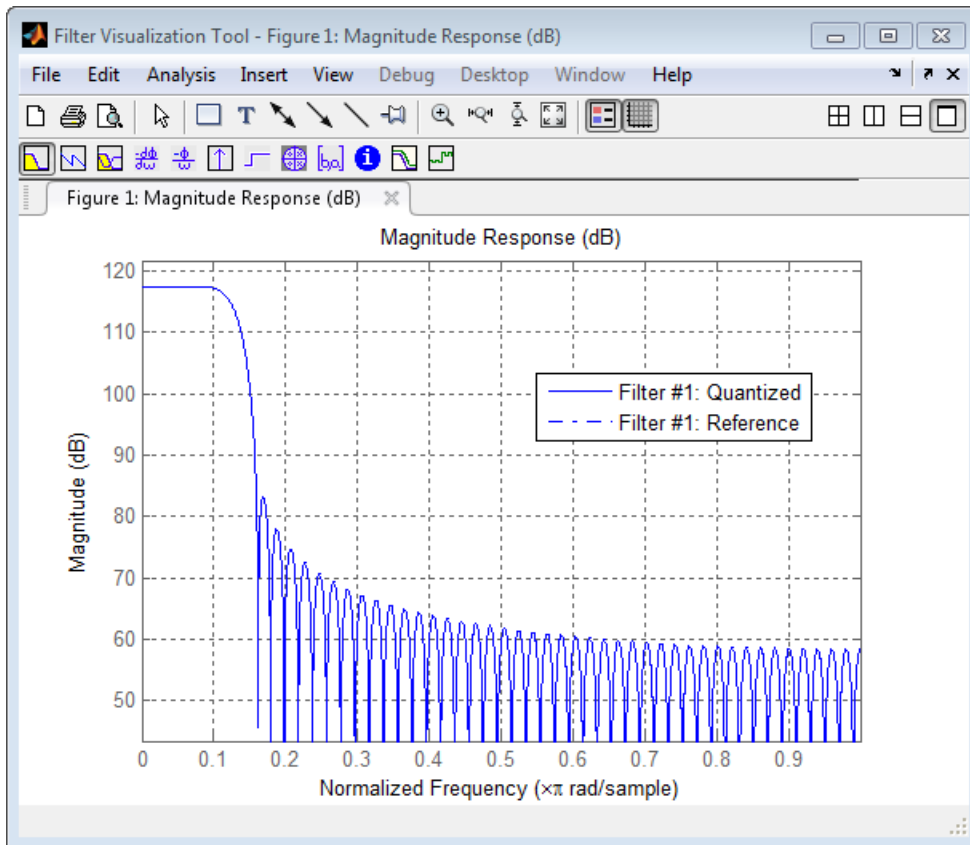 Filter Visualization Tool - Figure 1: Magnitude Response (dB)
File Edit Analysis Insert View Debug Desktop Window Help
T
[b,a] i
Figure 1: Magnitude Response (dB)
Magnitude Response (dB)
120
110
100
90
80
70
60
50
Magnitude (dB)
Filter #1: Quantized
Filter #1: Reference
0 0.1 0.2 0.3 0.4 0.5 0.6 0.7 0.8 0.9
Normalized Frequency (×π rad/sample)